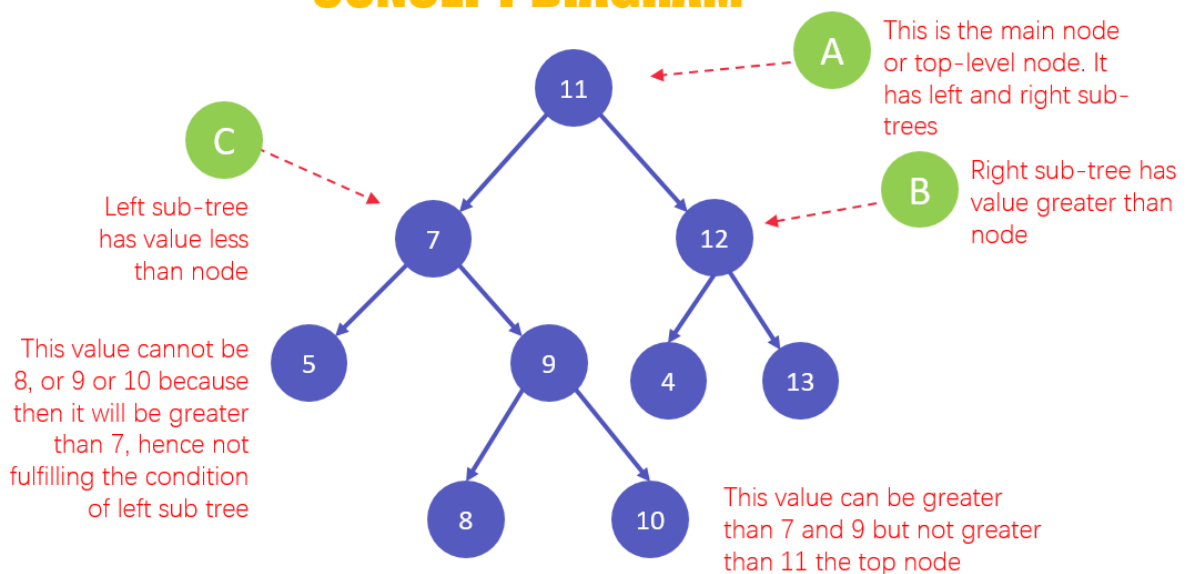 CONCEPT DIAGRAM
A
This is the main node
or top-level node. It
has left and right sub-
trees
11
C
B
Right sub-tree has
value greater than
node
Left sub-tree
has value less
than node
7
12
This value cannot be
8, or 9 or 10 because
then it will be greater
than 7, hence not
fulfilling the condition
of left sub tree
5
9
4
13
8
10
This value can be greater
than 7 and 9 but not greater
than 11 the top node